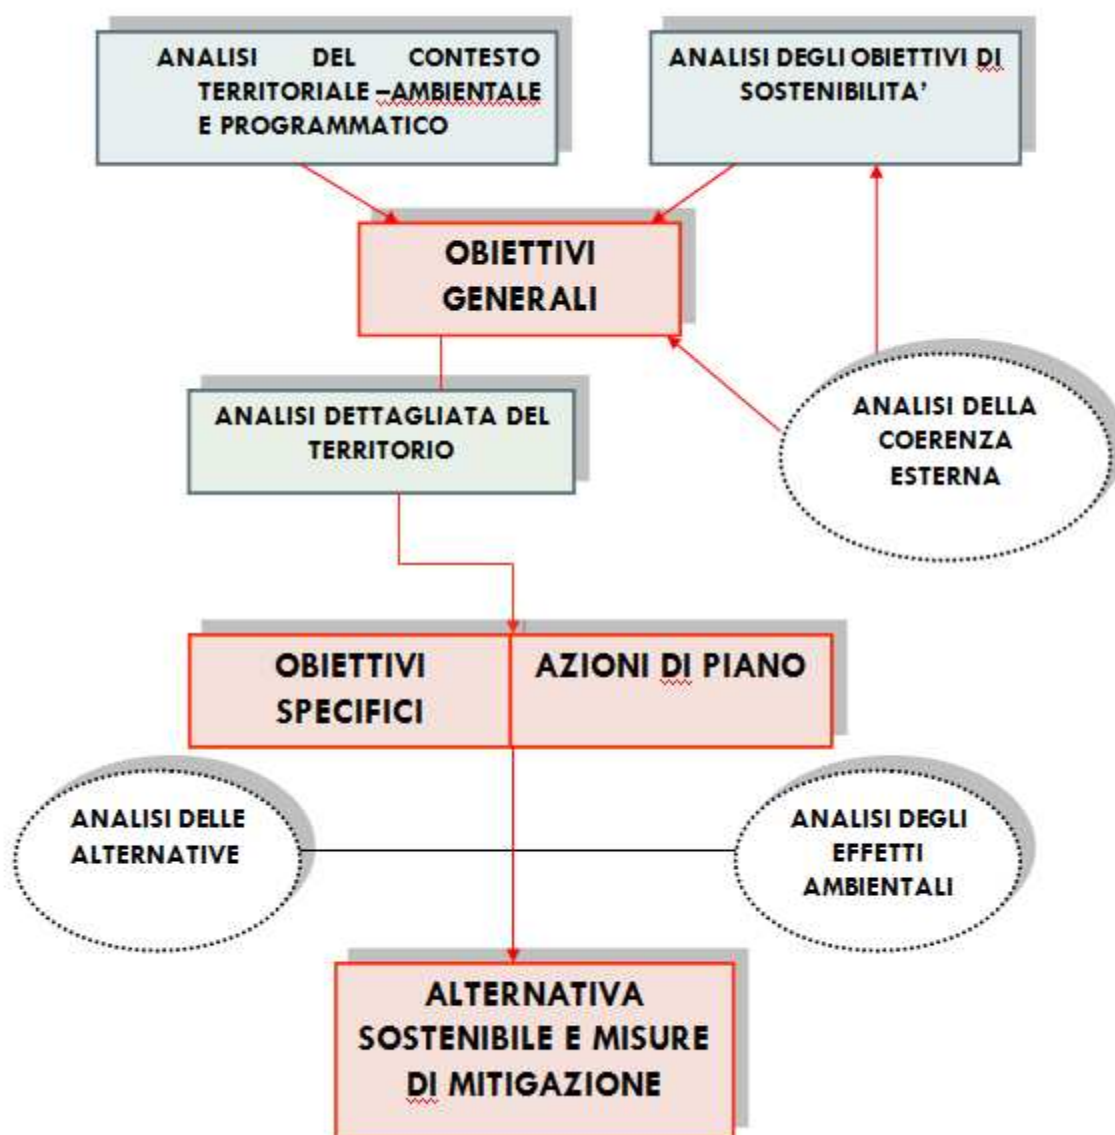 ANALISI DEL CONTESTO
TERRITORIALE –AMBIENTALE
E PROGRAMMATICO
ANALISI DEGLI OBIETTIVI DI
SOSTENIBILITA’
OBIETTIVI
GENERALI
ANALISI DETTAGLIATA DEL
TERRITORIO
ANALISI DELLA
COERENZA
ESTERNA
OBIETTIVI
SPECIFICI
AZIONI DI PIANO
ANALISI DELLE
ALTERNATIVE
ANALISI DEGLI
EFFETTI
AMBIENTALI
ALTERNATIVA
SOSTENIBILE E MISURE
DI MITIGAZIONE